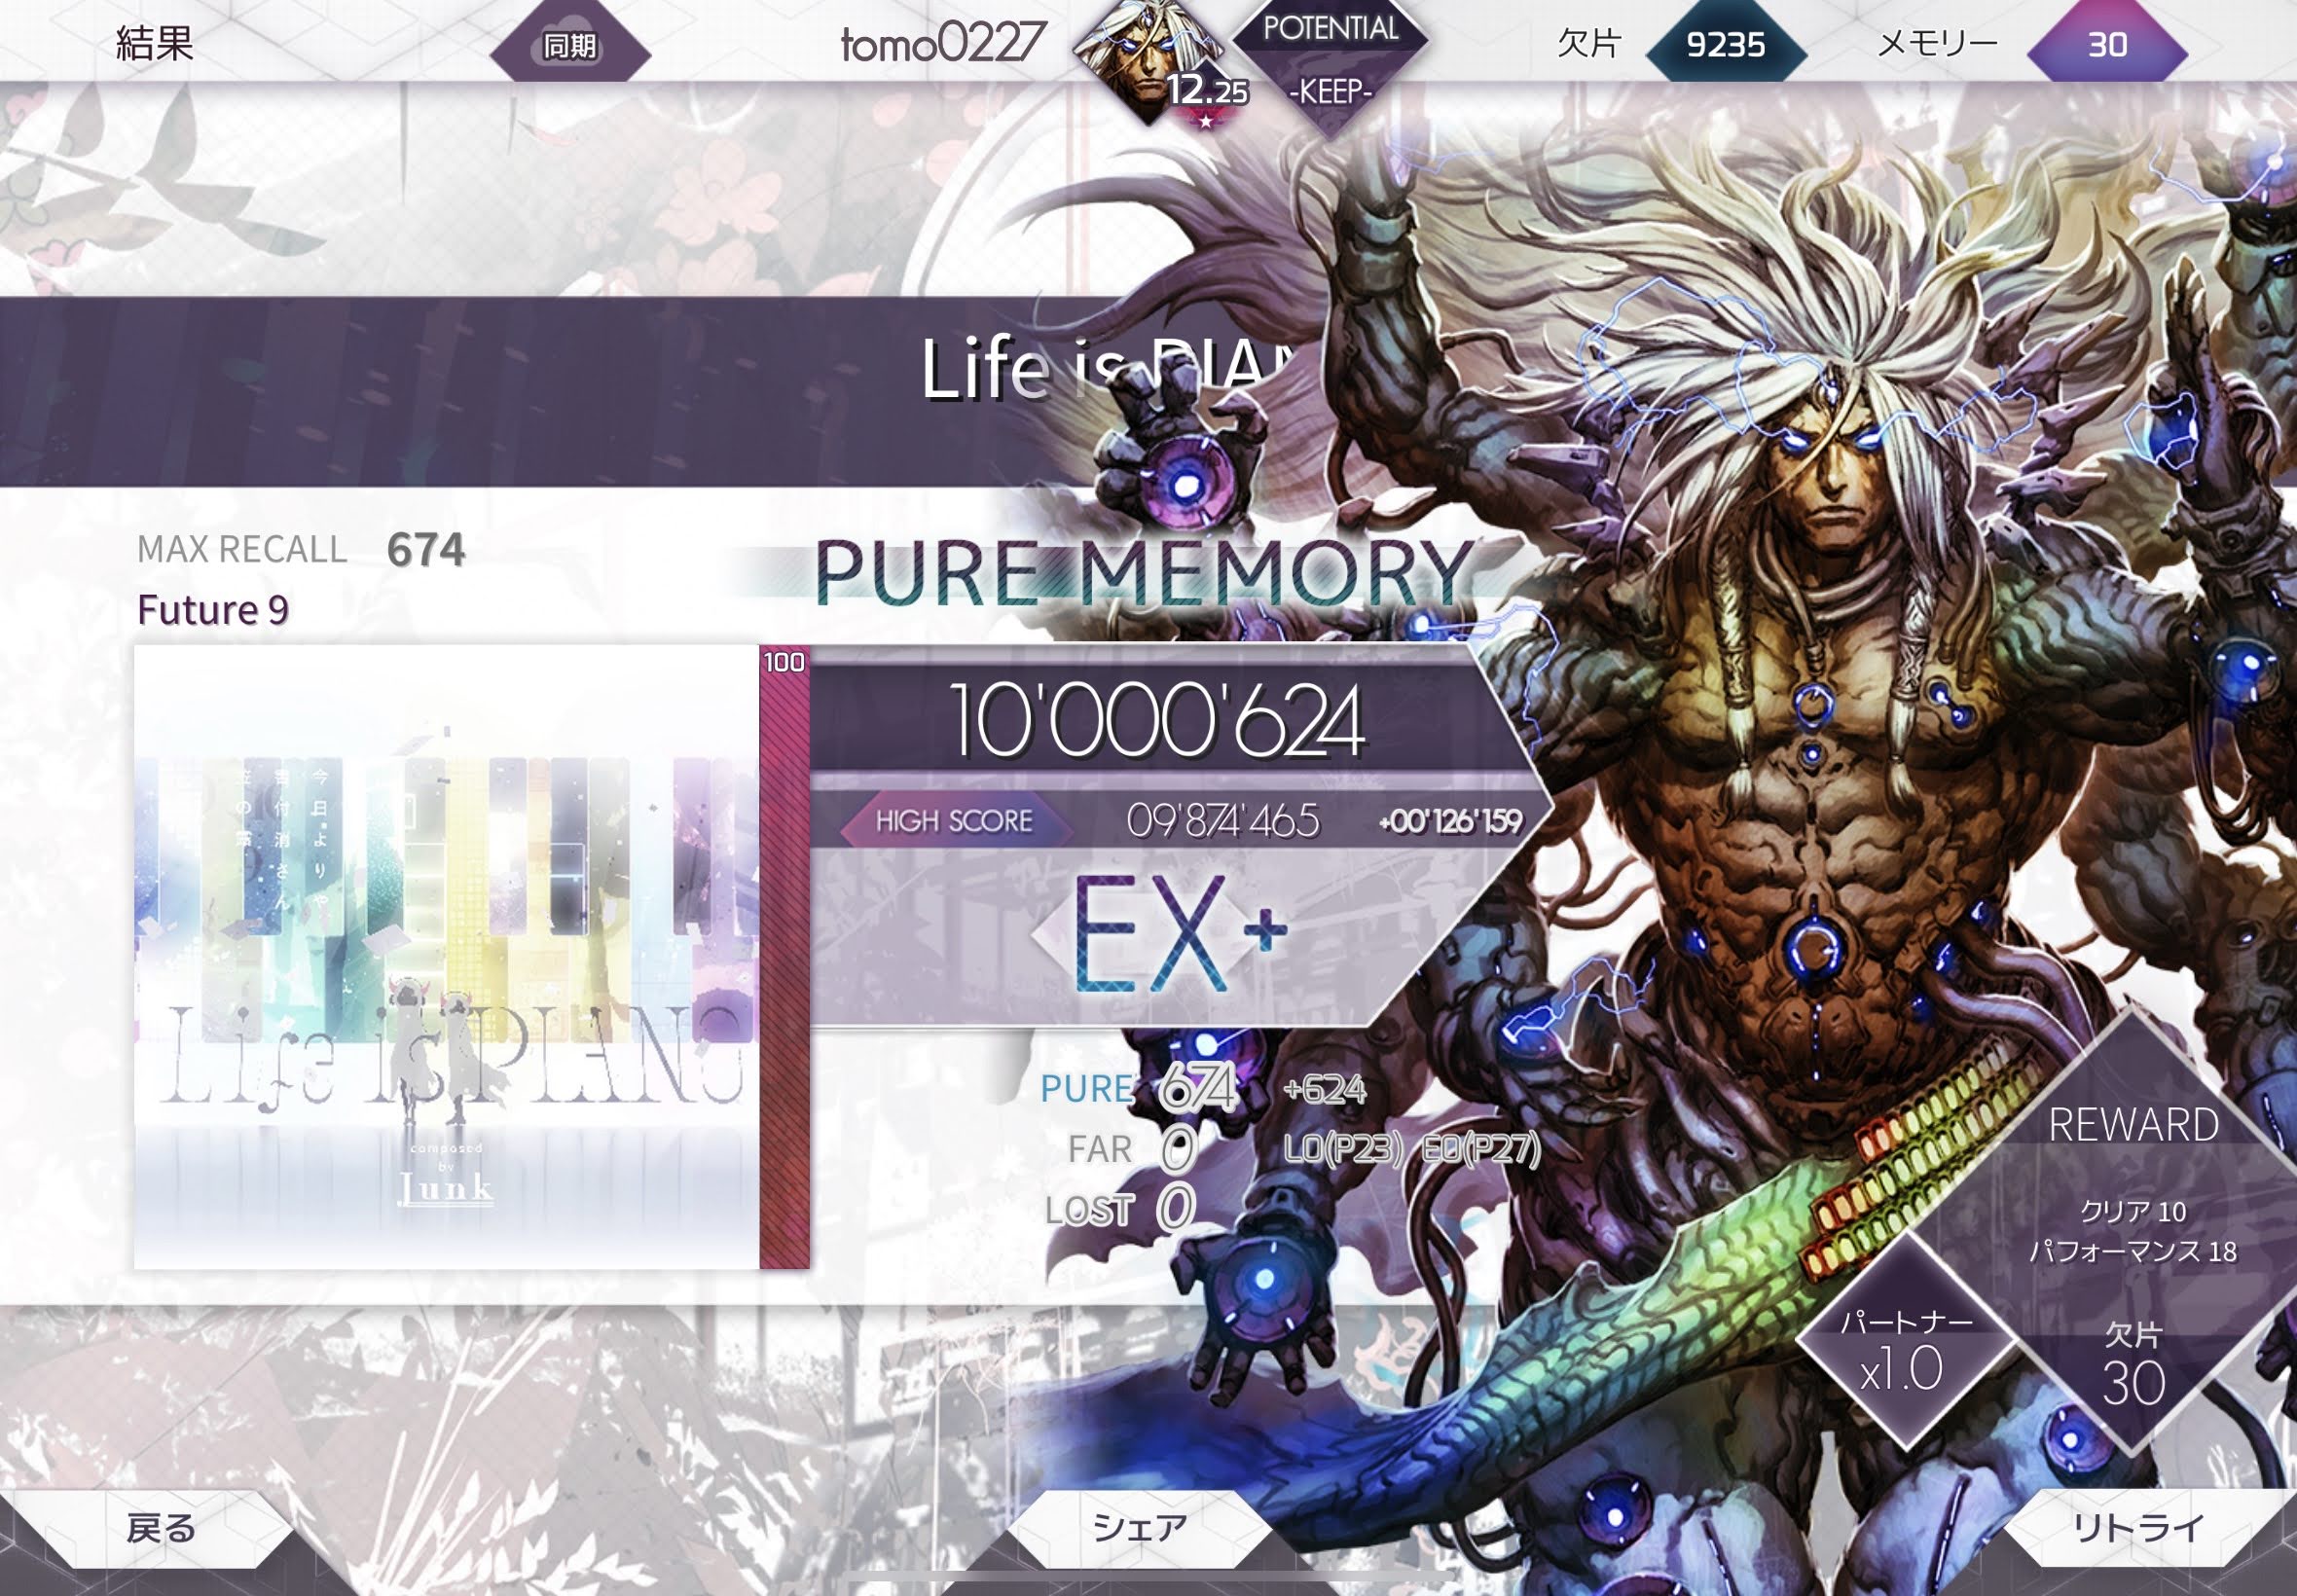 結果
同期
tomo0227
12.25
POTENTIAL
-KEEP-
欠片
9235
メモリー
30
Life is PIAN
MAX RECALL 674
Future 9
PURE MEMORY
100
10'000'624
HIGH SCORE
09'874'465
+00'126'159
EX+
今日よりや
書付消さん
笠の露
Life is PIANO
composed
by
Junk
PURE 674 +624
FAR 0 L0(P23) E0(P27)
LOST 0
REWARD
クリア 10
パフォーマンス 18
パートナー
x1.0
欠片
30
戻る
シェア
リトライ